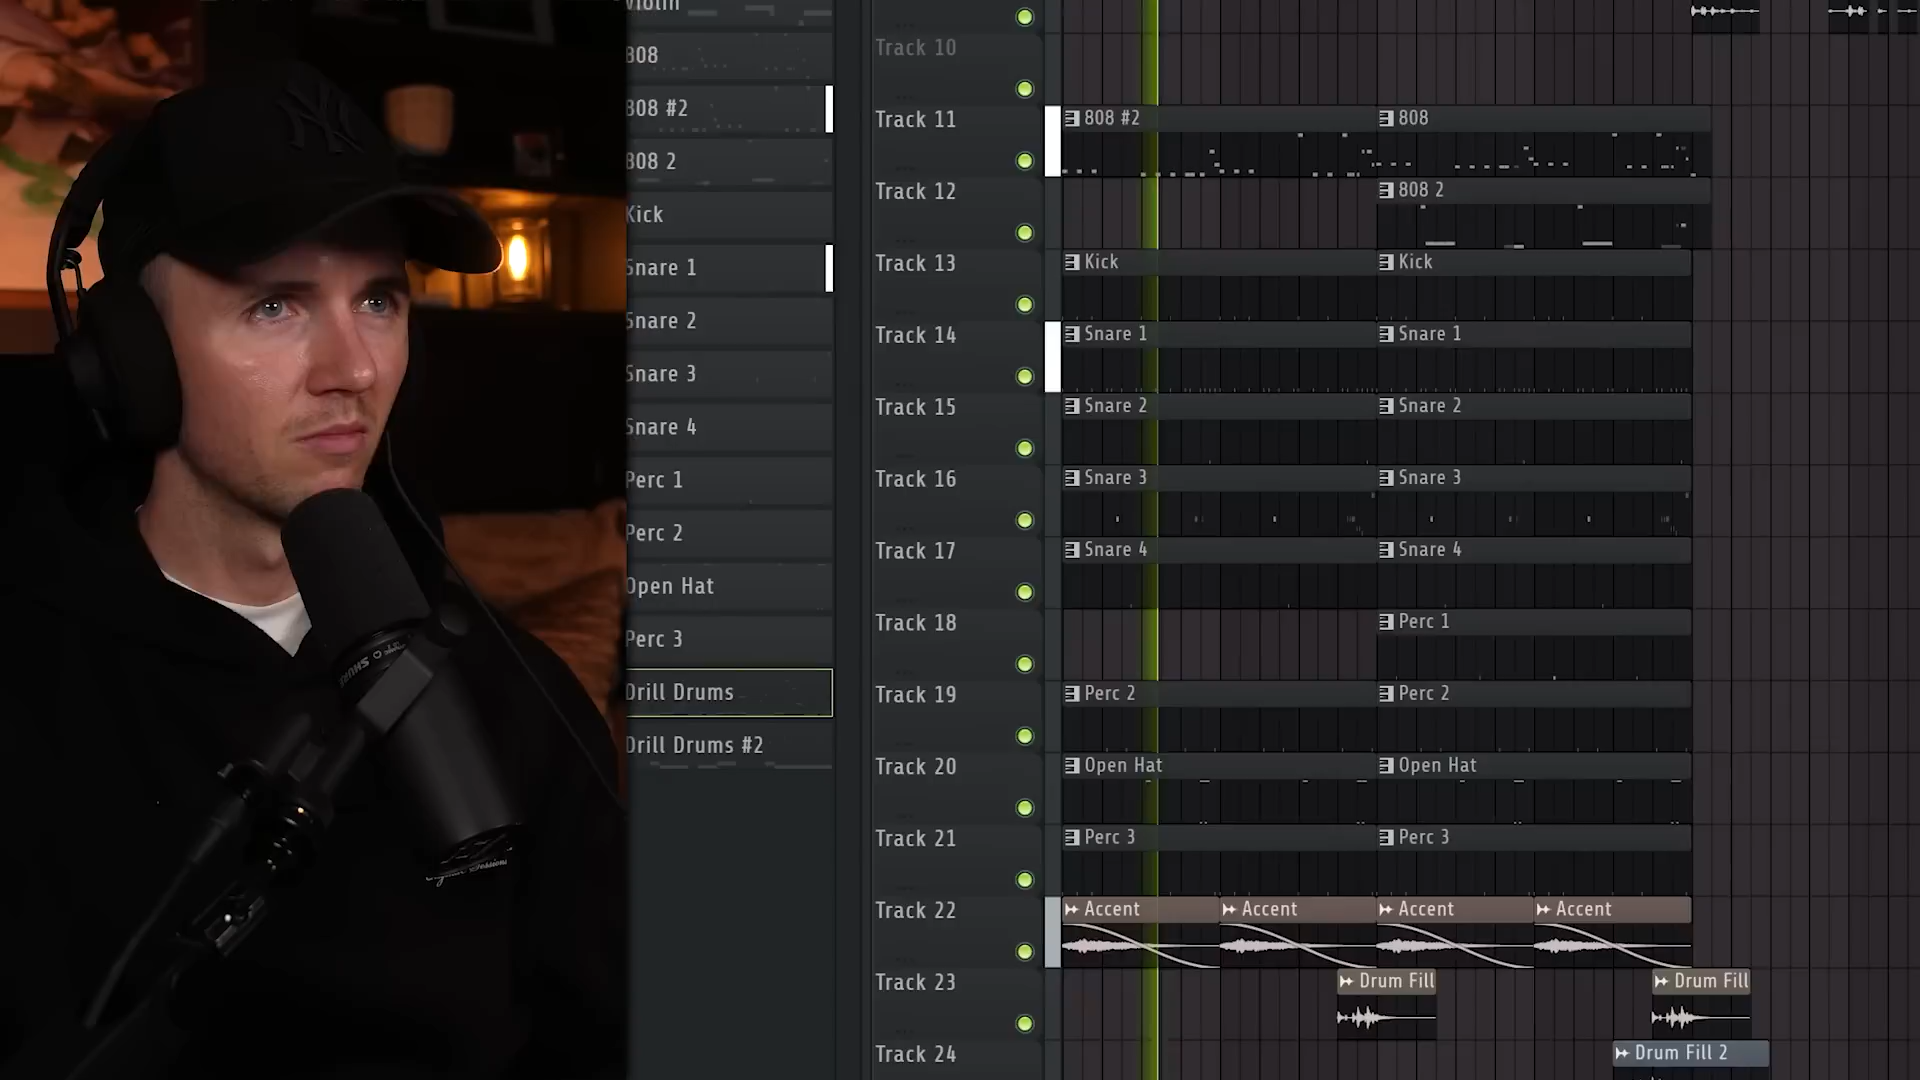 Violin
808
808 #2
808 2
Kick
Snare 1
Snare 2
Snare 3
Snare 4
Perc 1
Perc 2
Open Hat
Perc 3
Drill Drums
Drill Drums #2
Track 10
Track 11
808 #2
808
Track 12
808 2
Track 13
Kick
Kick
Track 14
Snare 1
Snare 1
Track 15
Snare 2
Snare 2
Track 16
Snare 3
Snare 3
Track 17
Snare 4
Snare 4
Track 18
Perc 1
Track 19
Perc 2
Perc 2
Track 20
Open Hat
Open Hat
Track 21
Perc 3
Perc 3
Track 22
Accent
Accent
Accent
Accent
Track 23
Drum Fill
Drum Fill
Track 24
Drum Fill 2
NY
SHURE